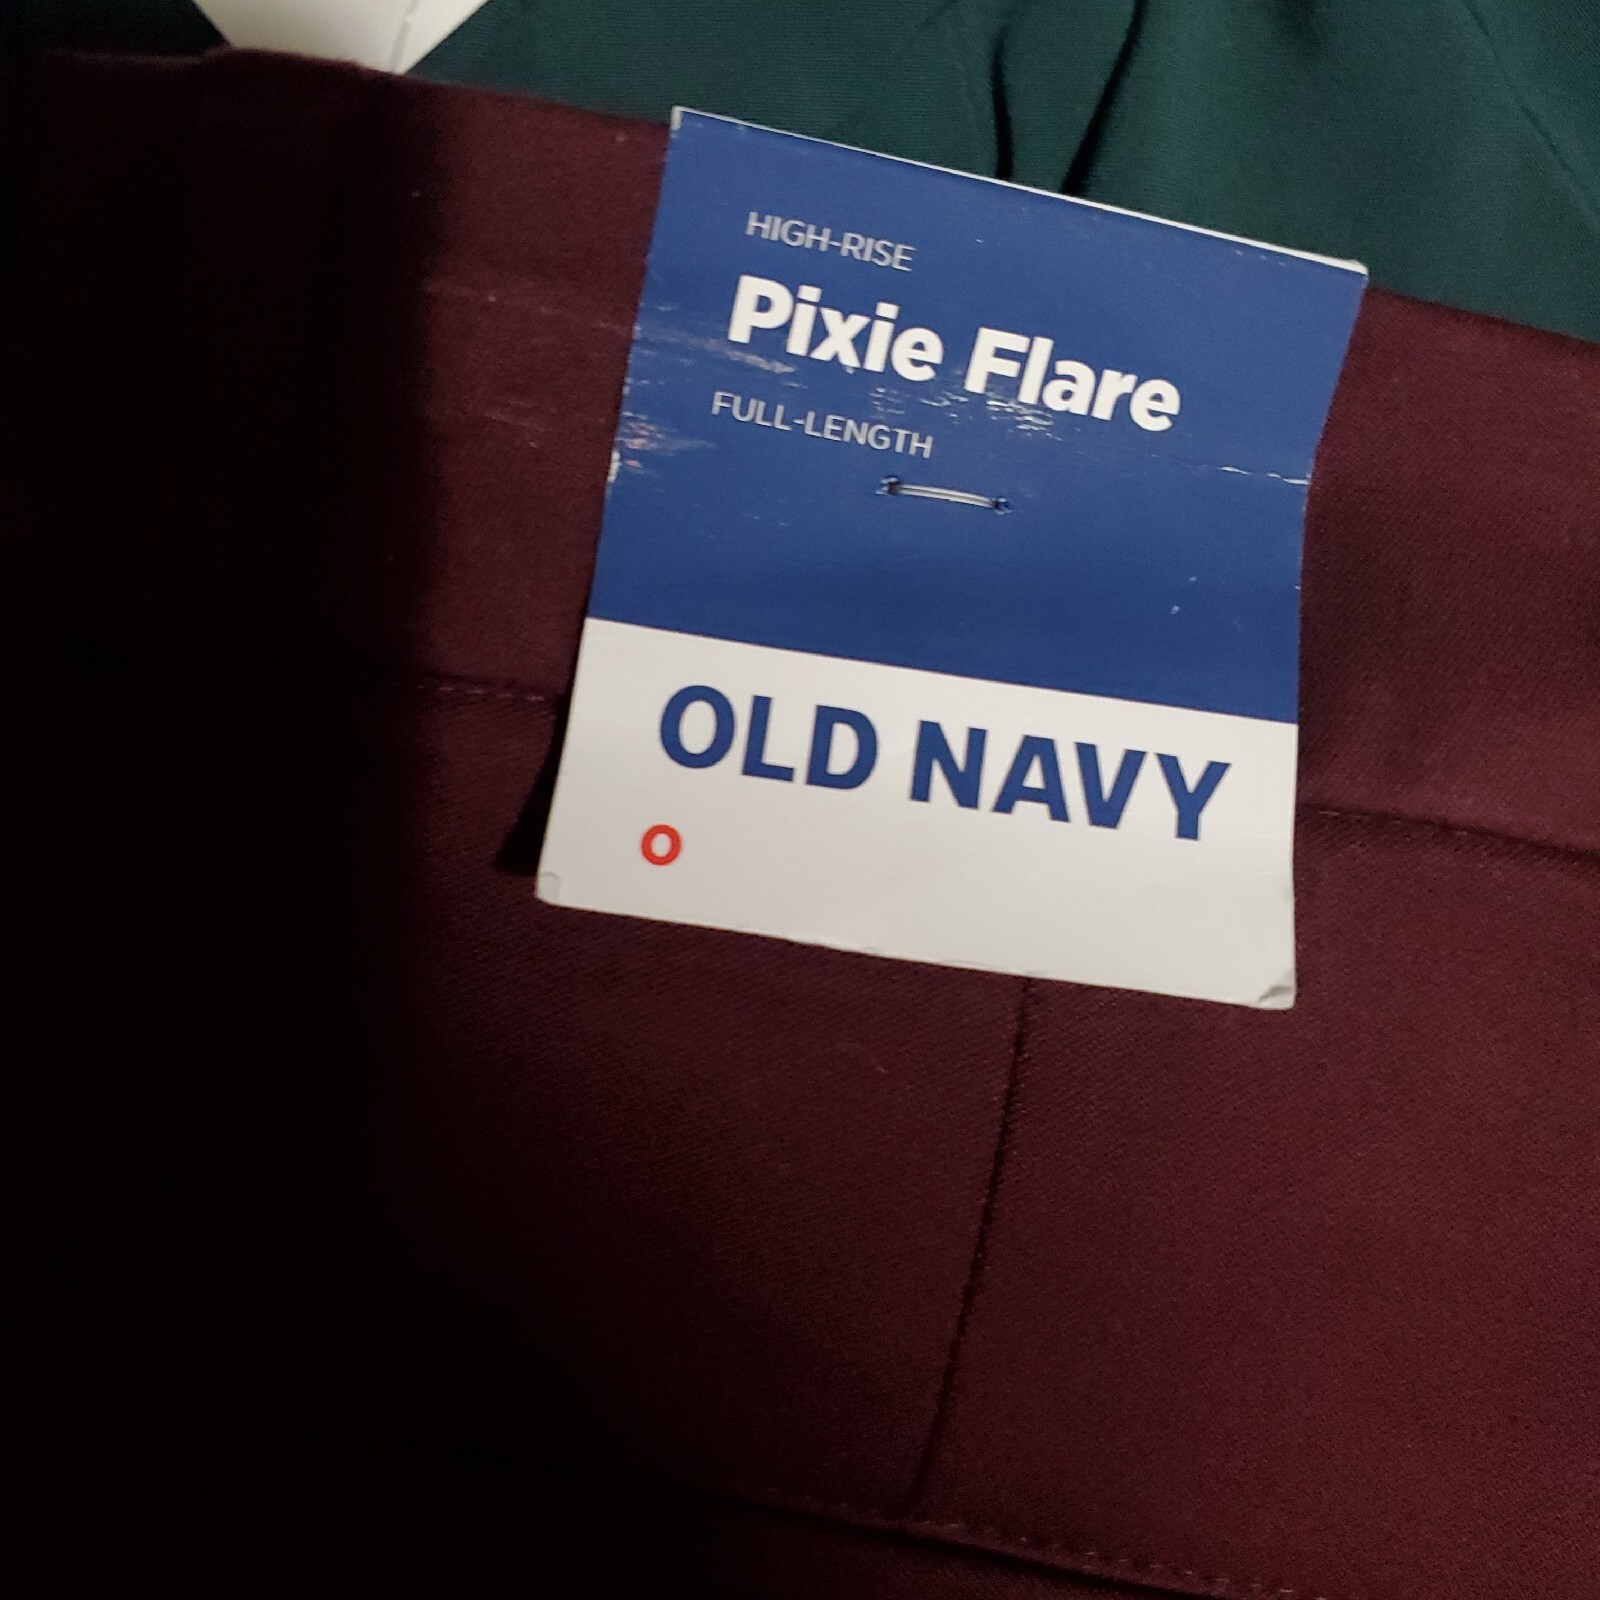 HIGH-RISE
Pixie Flare
FULL-LENGTH
OLD NAVY
O